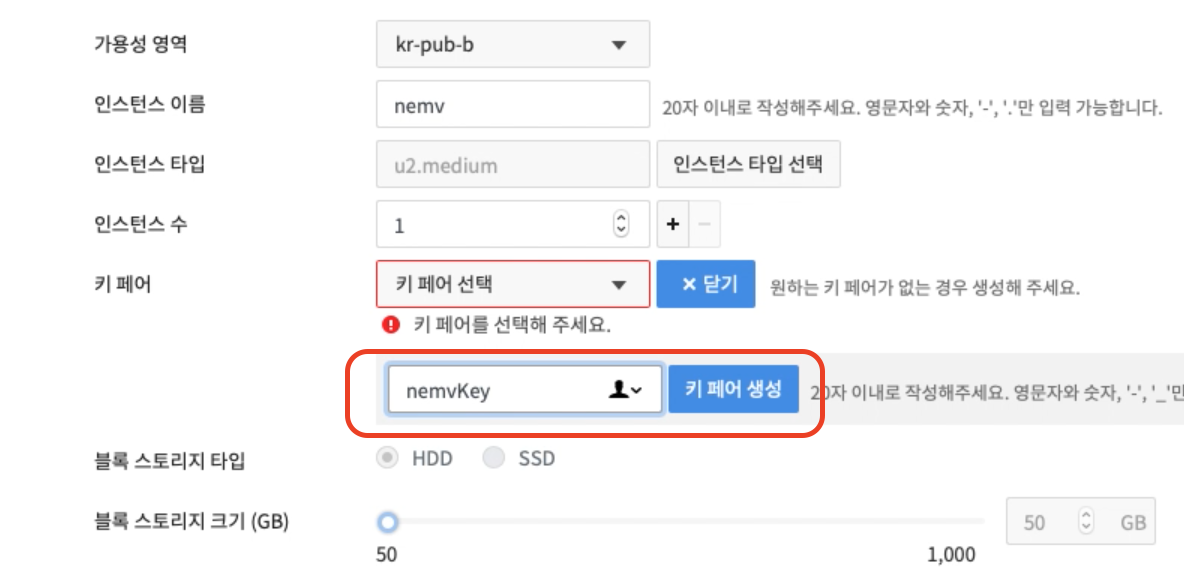 가용성 영역 kr-pub-b
인스턴스 이름 nemv 20자 이내로 작성해주세요. 영문자와 숫자, '-', '.'만 입력 가능합니다.
인스턴스 타입 u2.medium 인스턴스 타입 선택
인스턴스 수 1 + −
키 페어 키 페어 선택 × 닫기 원하는 키 페어가 없는 경우 생성해 주세요.
키 페어를 선택해 주세요.
nemvKey 키 페어 생성 20자 이내로 작성해주세요. 영문자와 숫자, '-', '_'만
블록 스토리지 타입 HDD SSD
블록 스토리지 크기 (GB) 50 GB
50 1,000